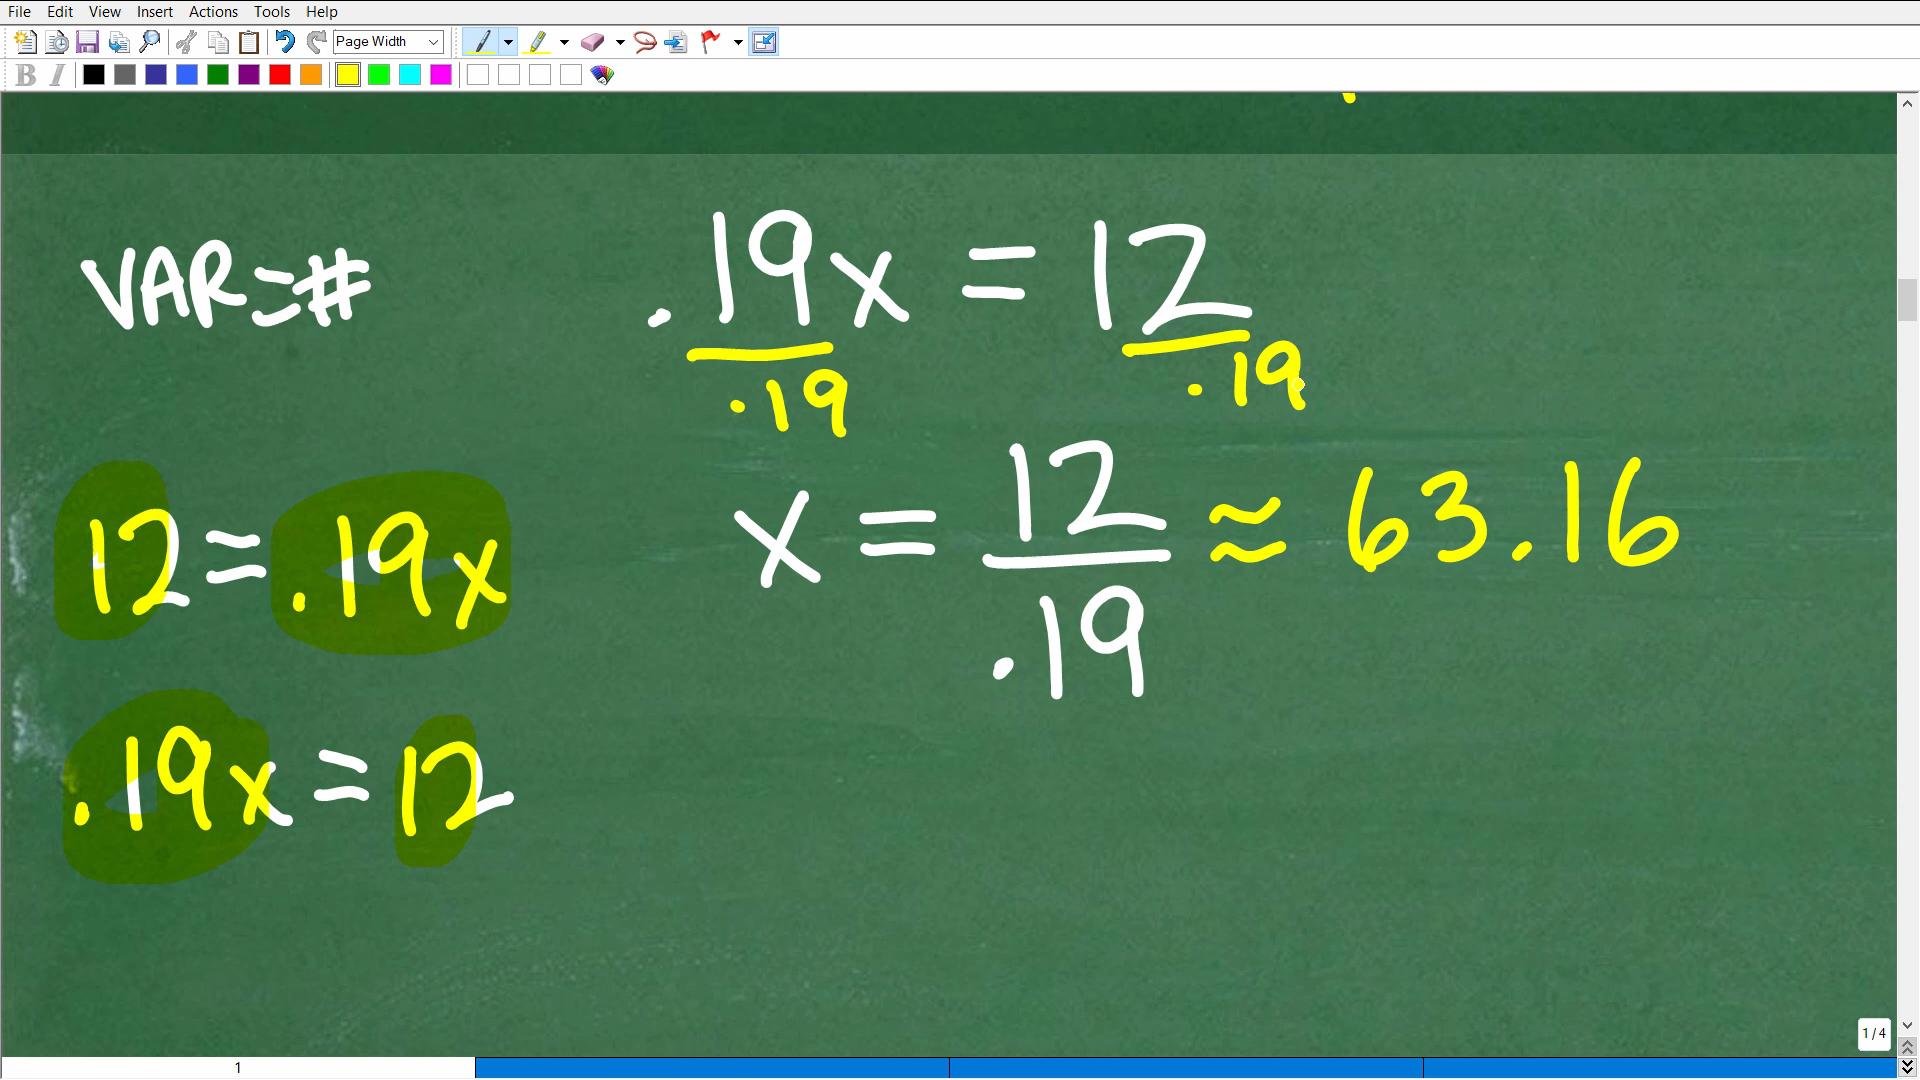 File Edit View Insert Actions Tools Help
Page Width
B I
VAR=#
.19x = 12
.19 .19
x = 12/.19 ≈ 63.16
12=.19x
.19x=12
1/4
1